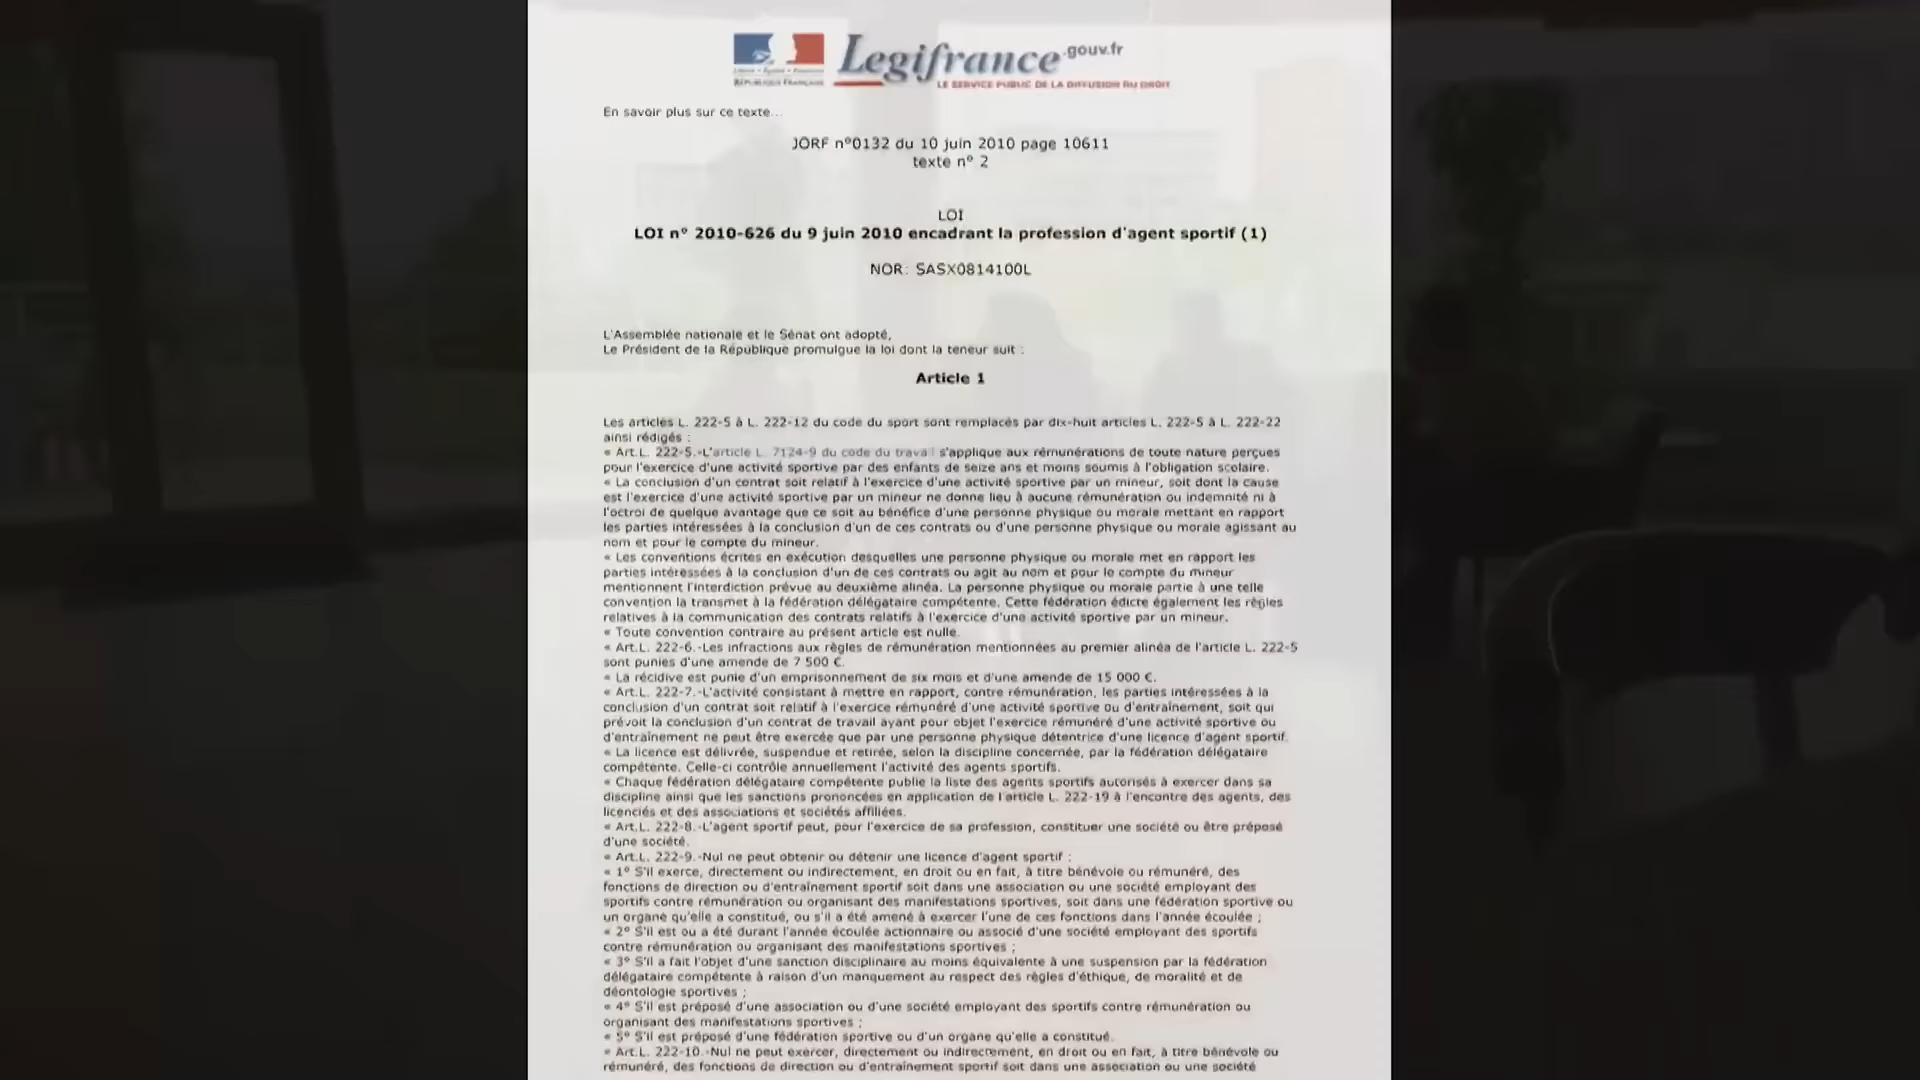 Legifrance.gouv.fr
LE SERVICE PUBLIC DE LA DIFFUSION DU DROIT
RÉPUBLIQUE FRANÇAISE
En savoir plus sur ce texte...
JORF n°0132 du 10 juin 2010 page 10611
texte n° 2
LOI
LOI n° 2010-626 du 9 juin 2010 encadrant la profession d'agent sportif (1)
NOR: SASX0814100L
L'Assemblée nationale et le Sénat ont adopté,
Le Président de la République promulgue la loi dont la teneur suit :
Article 1
Les articles L. 222-5 à L. 222-12 du code du sport sont remplacés par dix-huit articles L. 222-5 à L. 222-22
ainsi rédigés :
« Art.L. 222-5.-L'article L. 7124-9 du code du travail s'applique aux rémunérations de toute nature perçues
pour l'exercice d'une activité sportive par des enfants de seize ans et moins soumis à l'obligation scolaire.
« La conclusion d'un contrat soit relatif à l'exercice d'une activité sportive par un mineur, soit dont la cause
est l'exercice d'une activité sportive par un mineur ne donne lieu à aucune rémunération ou indemnité ni à
l'octroi de quelque avantage que ce soit au bénéfice d'une personne physique ou morale mettant en rapport
les parties intéressées à la conclusion d'un de ces contrats ou d'une personne physique ou morale agissant au
nom et pour le compte du mineur.
« Les conventions écrites en exécution desquelles une personne physique ou morale met en rapport les
parties intéressées à la conclusion d'un de ces contrats ou agit au nom et pour le compte du mineur
mentionnent l'interdiction prévue au deuxième alinéa. La personne physique ou morale partie à une telle
convention la transmet à la fédération délégataire compétente. Cette fédération édicte également les règles
relatives à la communication des contrats relatifs à l'exercice d'une activité sportive par un mineur.
« Toute convention contraire au présent article est nulle.
« Art.L. 222-6.-Les infractions aux règles de rémunération mentionnées au premier alinéa de l'article L. 222-5
sont punies d'une amende de 7 500 €.
« La récidive est punie d'un emprisonnement de six mois et d'une amende de 15 000 €.
« Art.L. 222-7.-L'activité consistant à mettre en rapport, contre rémunération, les parties intéressées à la
conclusion d'un contrat soit relatif à l'exercice rémunéré d'une activité sportive ou d'entraînement, soit qui
prévoit la conclusion d'un contrat de travail ayant pour objet l'exercice rémunéré d'une activité sportive ou
d'entraînement ne peut être exercée que par une personne physique détentrice d'une licence d'agent sportif.
« La licence est délivrée, suspendue et retirée, selon la discipline concernée, par la fédération délégataire
compétente. Celle-ci contrôle annuellement l'activité des agents sportifs.
« Chaque fédération délégataire compétente publie la liste des agents sportifs autorisés à exercer dans sa
discipline ainsi que les sanctions prononcées en application de l'article L. 222-19 à l'encontre des agents, des
licenciés et des associations et sociétés affiliées.
« Art.L. 222-8.-L'agent sportif peut, pour l'exercice de sa profession, constituer une société ou être préposé
d'une société.
« Art.L. 222-9.-Nul ne peut obtenir ou détenir une licence d'agent sportif :
« 1° S'il exerce, directement ou indirectement, en droit ou en fait, à titre bénévole ou rémunéré, des
fonctions de direction ou d'entraînement sportif soit dans une association ou une société employant des
sportifs contre rémunération ou organisant des manifestations sportives, soit dans une fédération sportive ou
un organe qu'elle a constitué, ou s'il a été amené à exercer l'une de ces fonctions dans l'année écoulée ;
« 2° S'il est ou a été durant l'année écoulée actionnaire ou associé d'une société employant des sportifs
contre rémunération ou organisant des manifestations sportives ;
« 3° S'il a fait l'objet d'une sanction disciplinaire au moins équivalente à une suspension par la fédération
délégataire compétente à raison d'un manquement au respect des règles d'éthique, de moralité et de
déontologie sportives ;
« 4° S'il est préposé d'une association ou d'une société employant des sportifs contre rémunération ou
organisant des manifestations sportives ;
« 5° S'il est préposé d'une fédération sportive ou d'un organe qu'elle a constitué.
« Art.L. 222-10.-Nul ne peut exercer, directement ou indirectement, en droit ou en fait, à titre bénévole ou
rémunéré, des fonctions de direction ou d'entraînement sportif soit dans une association ou une société